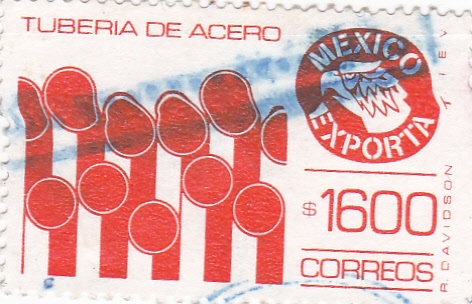 TUBERIA DE ACERO
MEXICO
EXPORTA
$1600
CORREOS
R. DAVIDSON